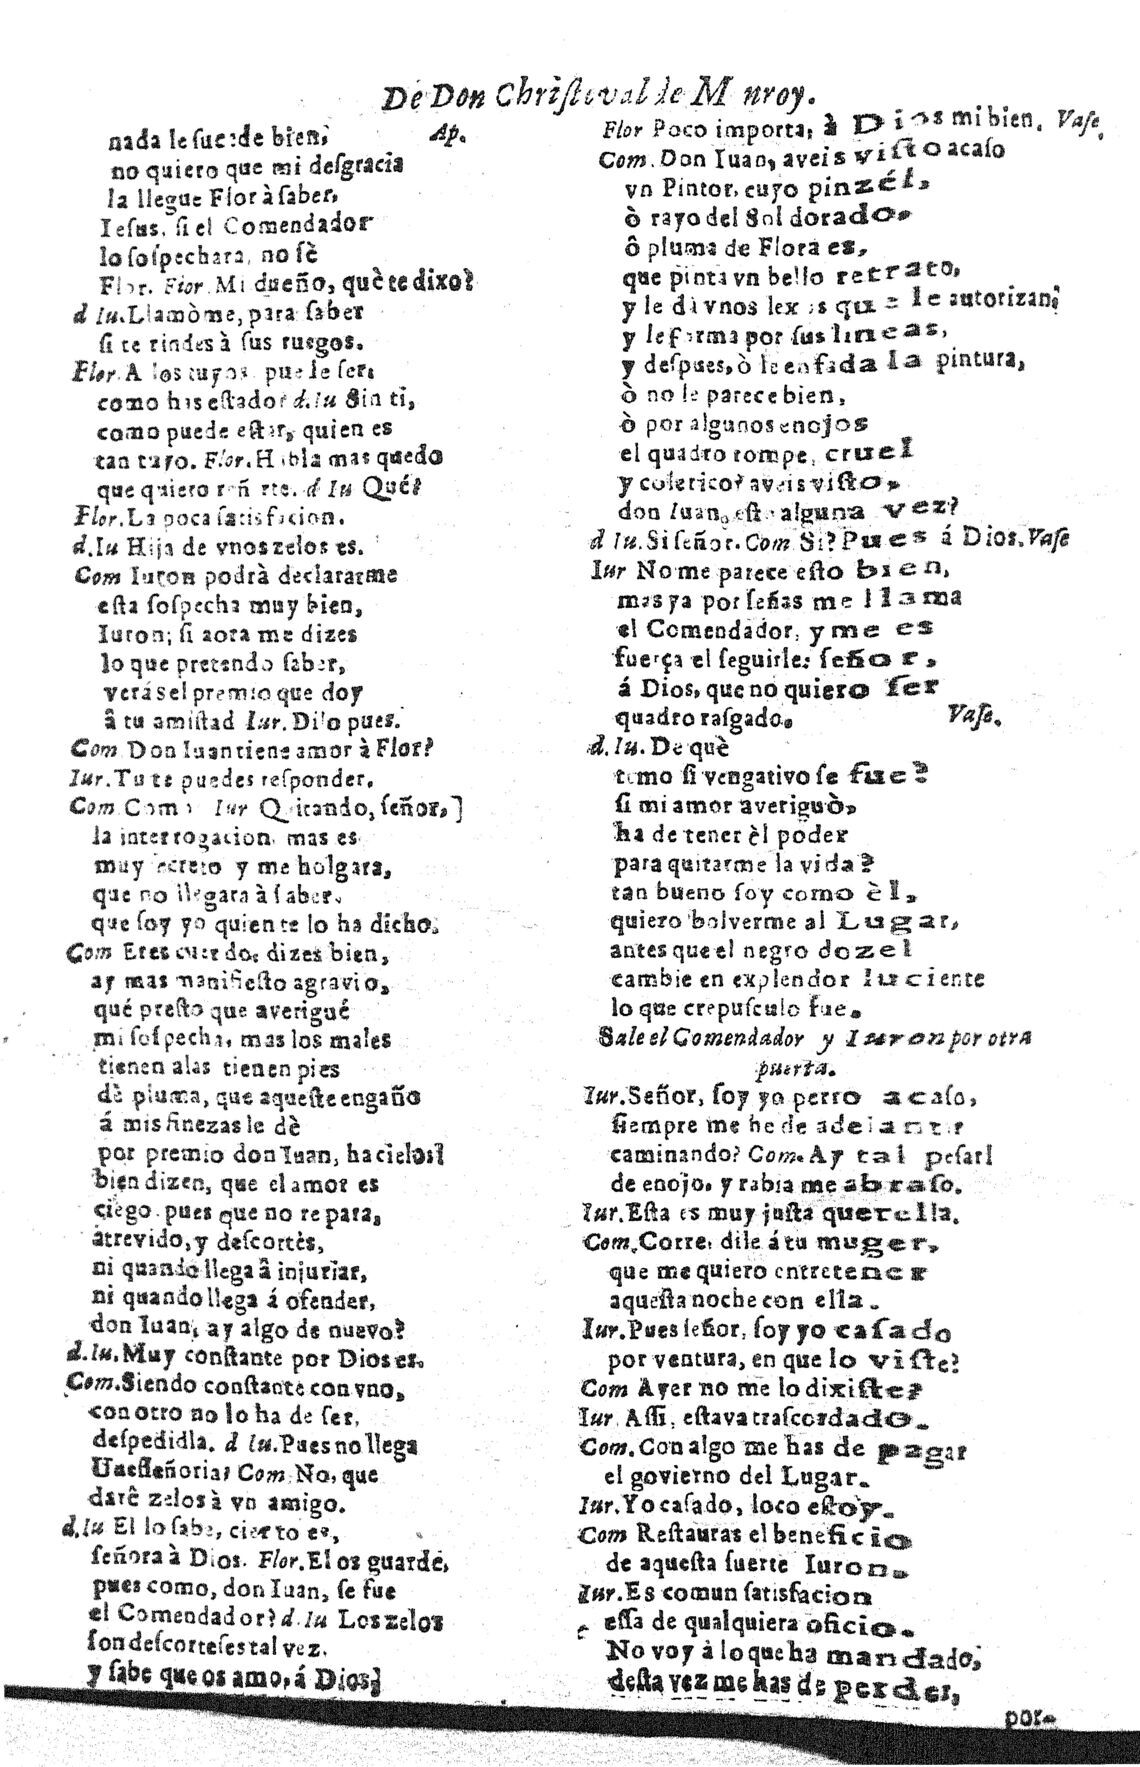 De Don Christoval de M nroy.
nada le sucede bien; Ap.
no quiero que mi desgracia
la llegue Flor à saber,
Iesus, si el Comendador
lo sospechara, no sè
Flor. Flor. Mi dueño, què te dixo?
d Iu. Llamòme, para saber
si te rindes à sus ruegos.
Flor. A los tuyos puede ser,
como has estado? d. Iu Sin ti,
como puede estar, quien es
tan tuyo. Flor. Habla mas quedo
que quiero reñirte. d Iu Qué?
Flor. La poca satisfacion.
d. Iu Hija de vnos zelos es.
Com Iuron podrà declararme
esta sospecha muy bien,
Iuron; si aora me dizes
lo que pretendo saber,
verás el premio que doy
â tu amistad Iur. Dilo pues.
Com Don Iuan tiene amor à Flor?
Iur. Tu te puedes responder.
Com Como Iur Quitando, señor,]
la interrogacion, mas es
muy secreto y me holgara,
que no llegara à saber,
que soy yo quien te lo ha dicho.
Com Eres cuerdo, dizes bien,
ay mas manifiesto agravio,
qué presto que averigué
mi sospecha, mas los males
tienen alas tienen pies
dè pluma, que aqueste engaño
á mis finezas le dè
por premio don Iuan, ha cielos!
bien dizen, que el amor es
ciego pues que no repara,
atrevido, y descortès,
ni quando llega â injuriar,
ni quando llega á ofender,
don Iuan, ay algo de nuevo?
d. Iu. Muy constante por Dios es.
Com. Siendo constante con vno,
con otro no lo ha de ser,
despedidla. d Iu. Pues no llega
Vuesseñoria? Com. No, que
darê zelos à vn amigo.
d. Iu El lo sabe, cierto es,
señora à Dios. Flor. El os guarde,
pues como, don Iuan, se fue
el Comendador? d. Iu Los zelos
son descorteses tal vez.
y sabe que os amo, á Dios]
Flor Poco importa, à Dios mi bien. Vase.
Com. Don Iuan, aveis visto acaso
vn Pintor, cuyo pinzél,
ò rayo del Sol dorado,
ô pluma de Flora es,
que pinta vn bello retrato,
y le dà vnos lexos que le autorizan;
y le forma por sus lineas,
y despues, ò le enfada la pintura,
ò no le parece bien,
ò por algunos enojos
el quadro rompe, cruel
y colerico? aveis visto,
don Iuan, esto alguna vez?
d Iu. Si señor. Com Si? Pues á Dios. Vase
Iur No me parece esto bien,
mas ya por señas me llama
el Comendador, y me es
fuerça el seguirle: señor,
á Dios, que no quiero ser
quadro rasgado. Vase.
d. Iu. De què
temo si vengativo se fue?
si mi amor averiguò,
ha de tener èl poder
para quitarme la vida?
tan bueno soy como èl,
quiero bolverme al Lugar,
antes que el negro dozel
cambie en explendor luciente
lo que crepusculo fue.
Sale el Comendador y Iuron por otra
puerta.
Iur. Señor, soy yo perro acaso,
siempre me he de adelantar
caminando? Com. Ay tal pesar!
de enojo, y rabia me abraso.
Iur. Esta es muy justa querella.
Com. Corre, dile á tu muger,
que me quiero entretener
aquesta noche con ella.
Iur. Pues señor, soy yo casado
por ventura, en que lo viste?
Com Ayer no me lo dixiste?
Iur Assi, estava trascordado.
Com. Con algo me has de pagar
el govierno del Lugar.
Iur. Yo casado, loco estoy.
Com Restauras el beneficio
de aquesta suerte Iuron.
Iur. Es comun satisfacion
essa de qualquiera oficio.
No voy à lo que ha mandado;
desta vez me has de perder,
por-